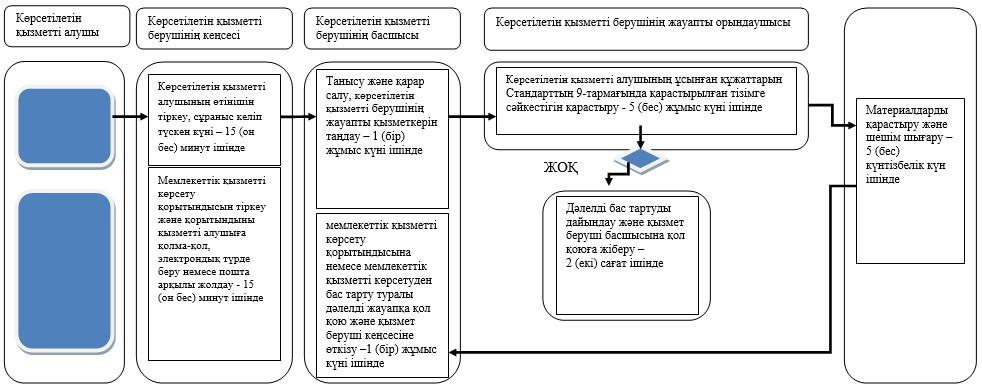 Көрсетілетін
қызметті алушы
Көрсетілетін қызметті
берушінің кеңсесі
Көрсетілетін қызметті
берушінің басшысы
Көрсетілетін қызметті берушінің жауапты орындаушысы
Көрсетілетін қызметті
алушының өтінішін
тіркеу, сұраныс келіп
түскен күні – 15 (он
бес) минут ішінде
Мемлекеттік қызметті
көрсету
қорытындысын тіркеу
және қорытындыны
қызметті алушыға
қолма-қол,
электрондық түрде
беру немесе пошта
арқылы жолдау - 15
(он бес) минут ішінде
Танысу және қарар
салу, көрсетілетін
қызметті берушінің
жауапты қызметкерін
таңдау – 1 (бір)
жұмыс күні ішінде
мемлекеттік қызметті
көрсету
қорытындысына
немесе мемлекеттік
қызметті көрсетуден
бас тарту туралы
дәлелді жауапқа қол
қою және қызмет
беруші кеңсесіне
өткізу –1 (бір) жұмыс
күні ішінде
Көрсетілетін қызметті алушының ұсынған құжаттарын
Стандарттың 9-тармағында қарастырылған тізімге
сәйкестігін қарастыру - 5 (бес) жұмыс күні ішінде
ЖОҚ
Дәлелді бас тартуды
дайындау және қызмет
беруші басшысына қол
қоюға жіберу –
2 (екі) сағат ішінде
Материалдарды
қарастыру және
шешім шығару –
5 (бес)
күнтізбелік күн
ішінде